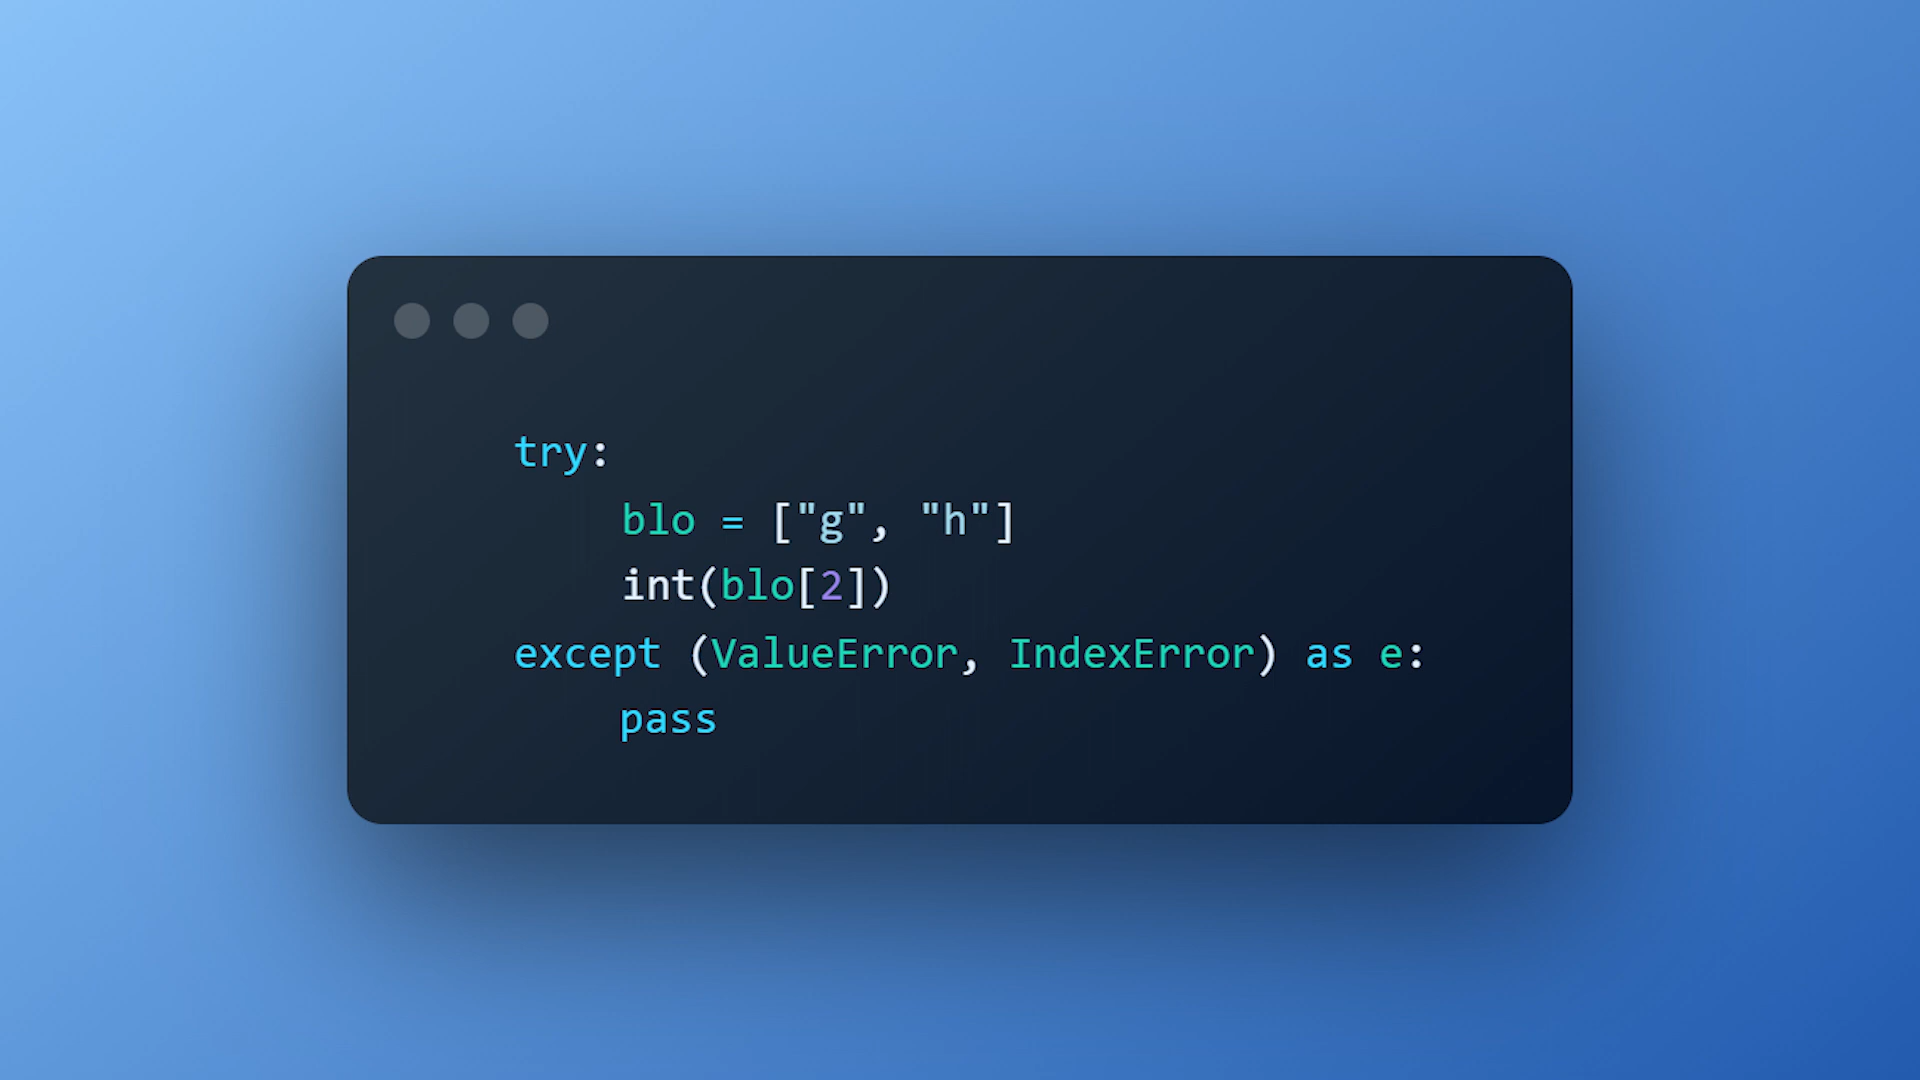 try:
    blo = ["g", "h"]
    int(blo[2])
except (ValueError, IndexError) as e:
    pass